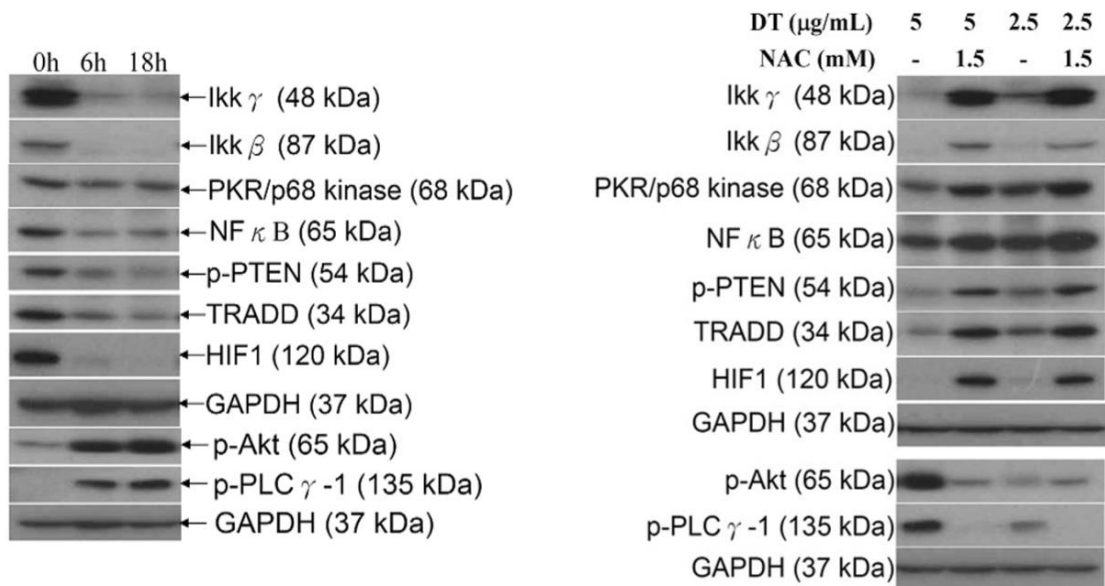 0h 6h 18h
Ikk γ (48 kDa)
Ikk β (87 kDa)
PKR/p68 kinase (68 kDa)
NF κ B (65 kDa)
p-PTEN (54 kDa)
TRADD (34 kDa)
HIF1 (120 kDa)
GAPDH (37 kDa)
p-Akt (65 kDa)
p-PLC γ -1 (135 kDa)
GAPDH (37 kDa)
DT (μg/mL) 5 5 2.5 2.5
NAC (mM) - 1.5 - 1.5
Ikk γ (48 kDa)
Ikk β (87 kDa)
PKR/p68 kinase (68 kDa)
NF κ B (65 kDa)
p-PTEN (54 kDa)
TRADD (34 kDa)
HIF1 (120 kDa)
GAPDH (37 kDa)
p-Akt (65 kDa)
p-PLC γ -1 (135 kDa)
GAPDH (37 kDa)